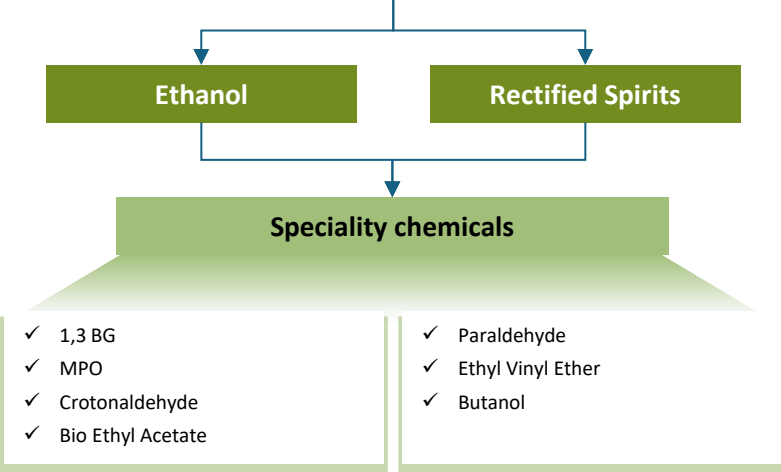 Ethanol
Rectified Spirits
Speciality chemicals
✓ 1,3 BG
✓ MPO
✓ Crotonaldehyde
✓ Bio Ethyl Acetate
✓ Paraldehyde
✓ Ethyl Vinyl Ether
✓ Butanol